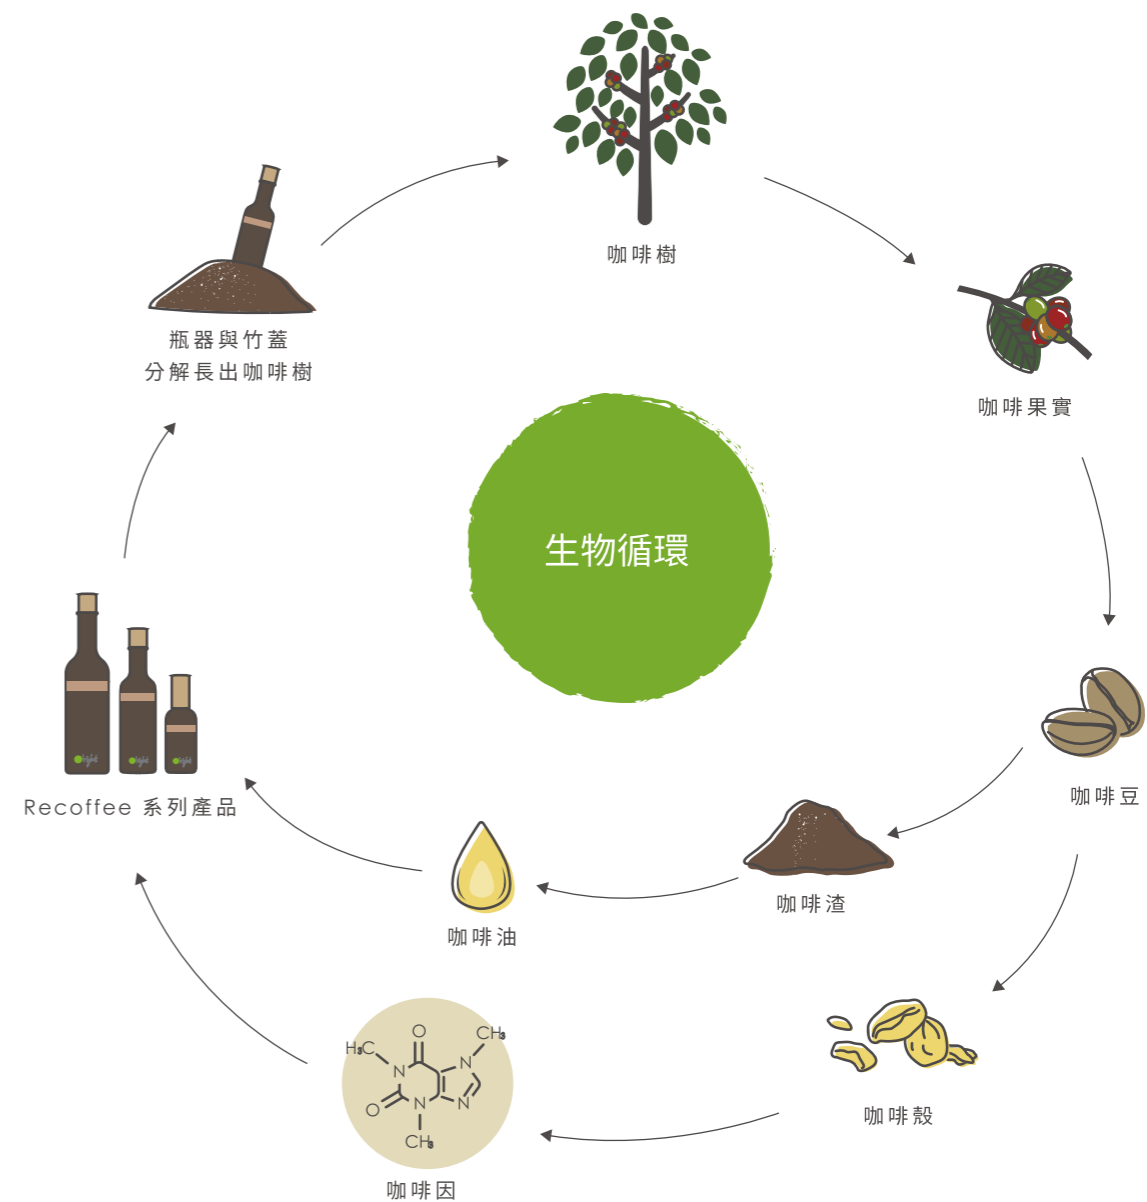 咖啡樹
咖啡果實
瓶器與竹蓋
分解長出咖啡樹
生物循環
咖啡豆
Recoffee 系列產品
咖啡渣
咖啡油
咖啡殼
O
CH₃
H₃C
N
N
O
N
N
CH₃
咖啡因